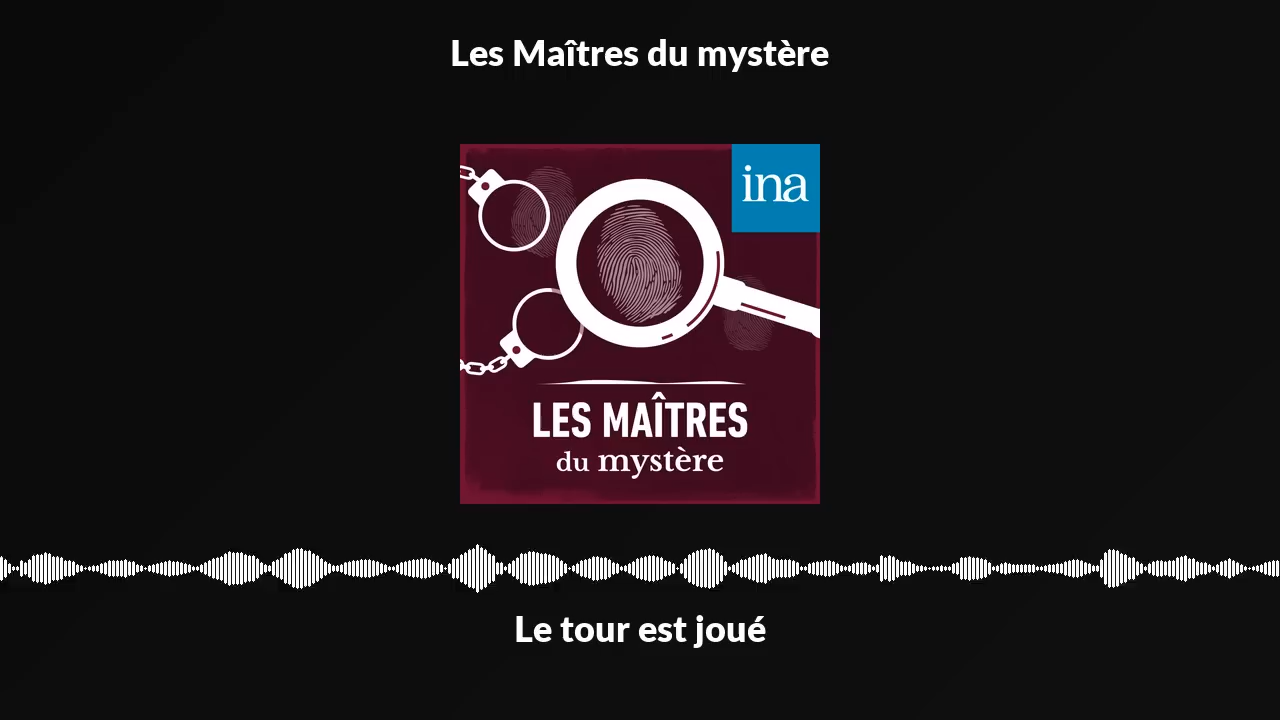 Les Maîtres du mystère
ina
LES MAÎTRES
du mystère
Le tour est joué